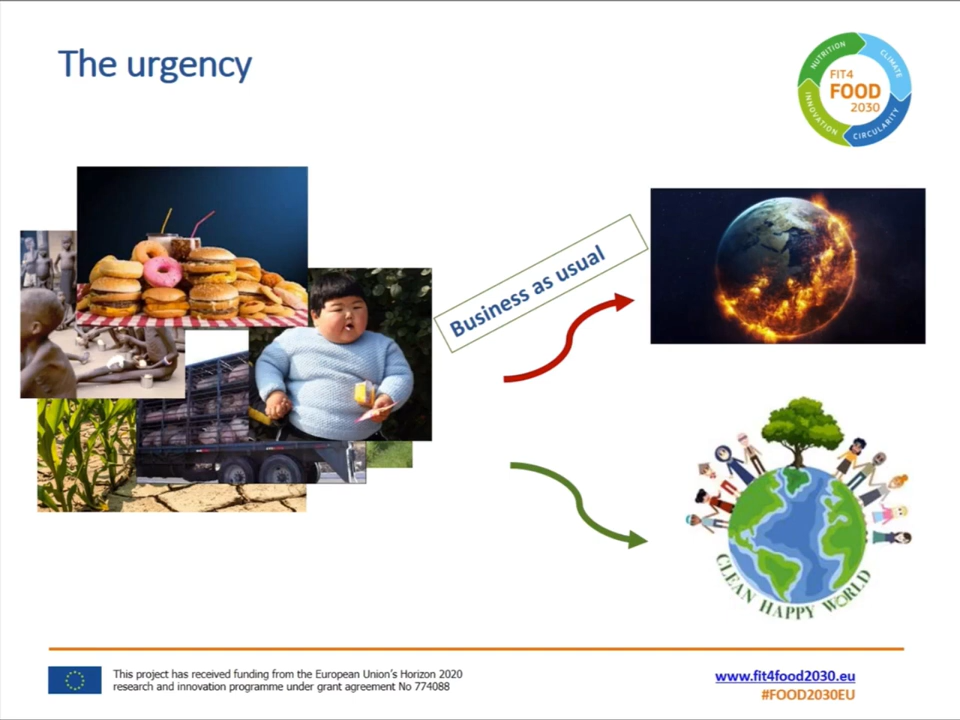 The urgency
NUTRITION
CLIMATE
FIT4
FOOD
2030
INNOVATION
CIRCULARITY
Business as usual
CLEAN HAPPY WORLD
This project has received funding from the European Union's Horizon 2020
research and innovation programme under grant agreement No 774088
www.fit4food2030.eu
#FOOD2030EU